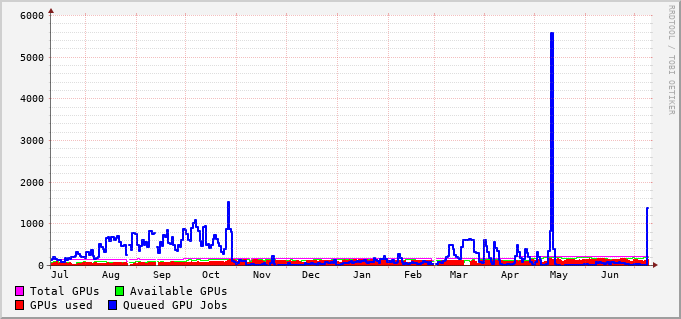 RRDTOOL / TOBI OETIKER
6000
5000
4000
3000
2000
1000
0
Jul Aug Sep Oct Nov Dec Jan Feb Mar Apr May Jun
Total GPUs Available GPUs
GPUs used Queued GPU Jobs